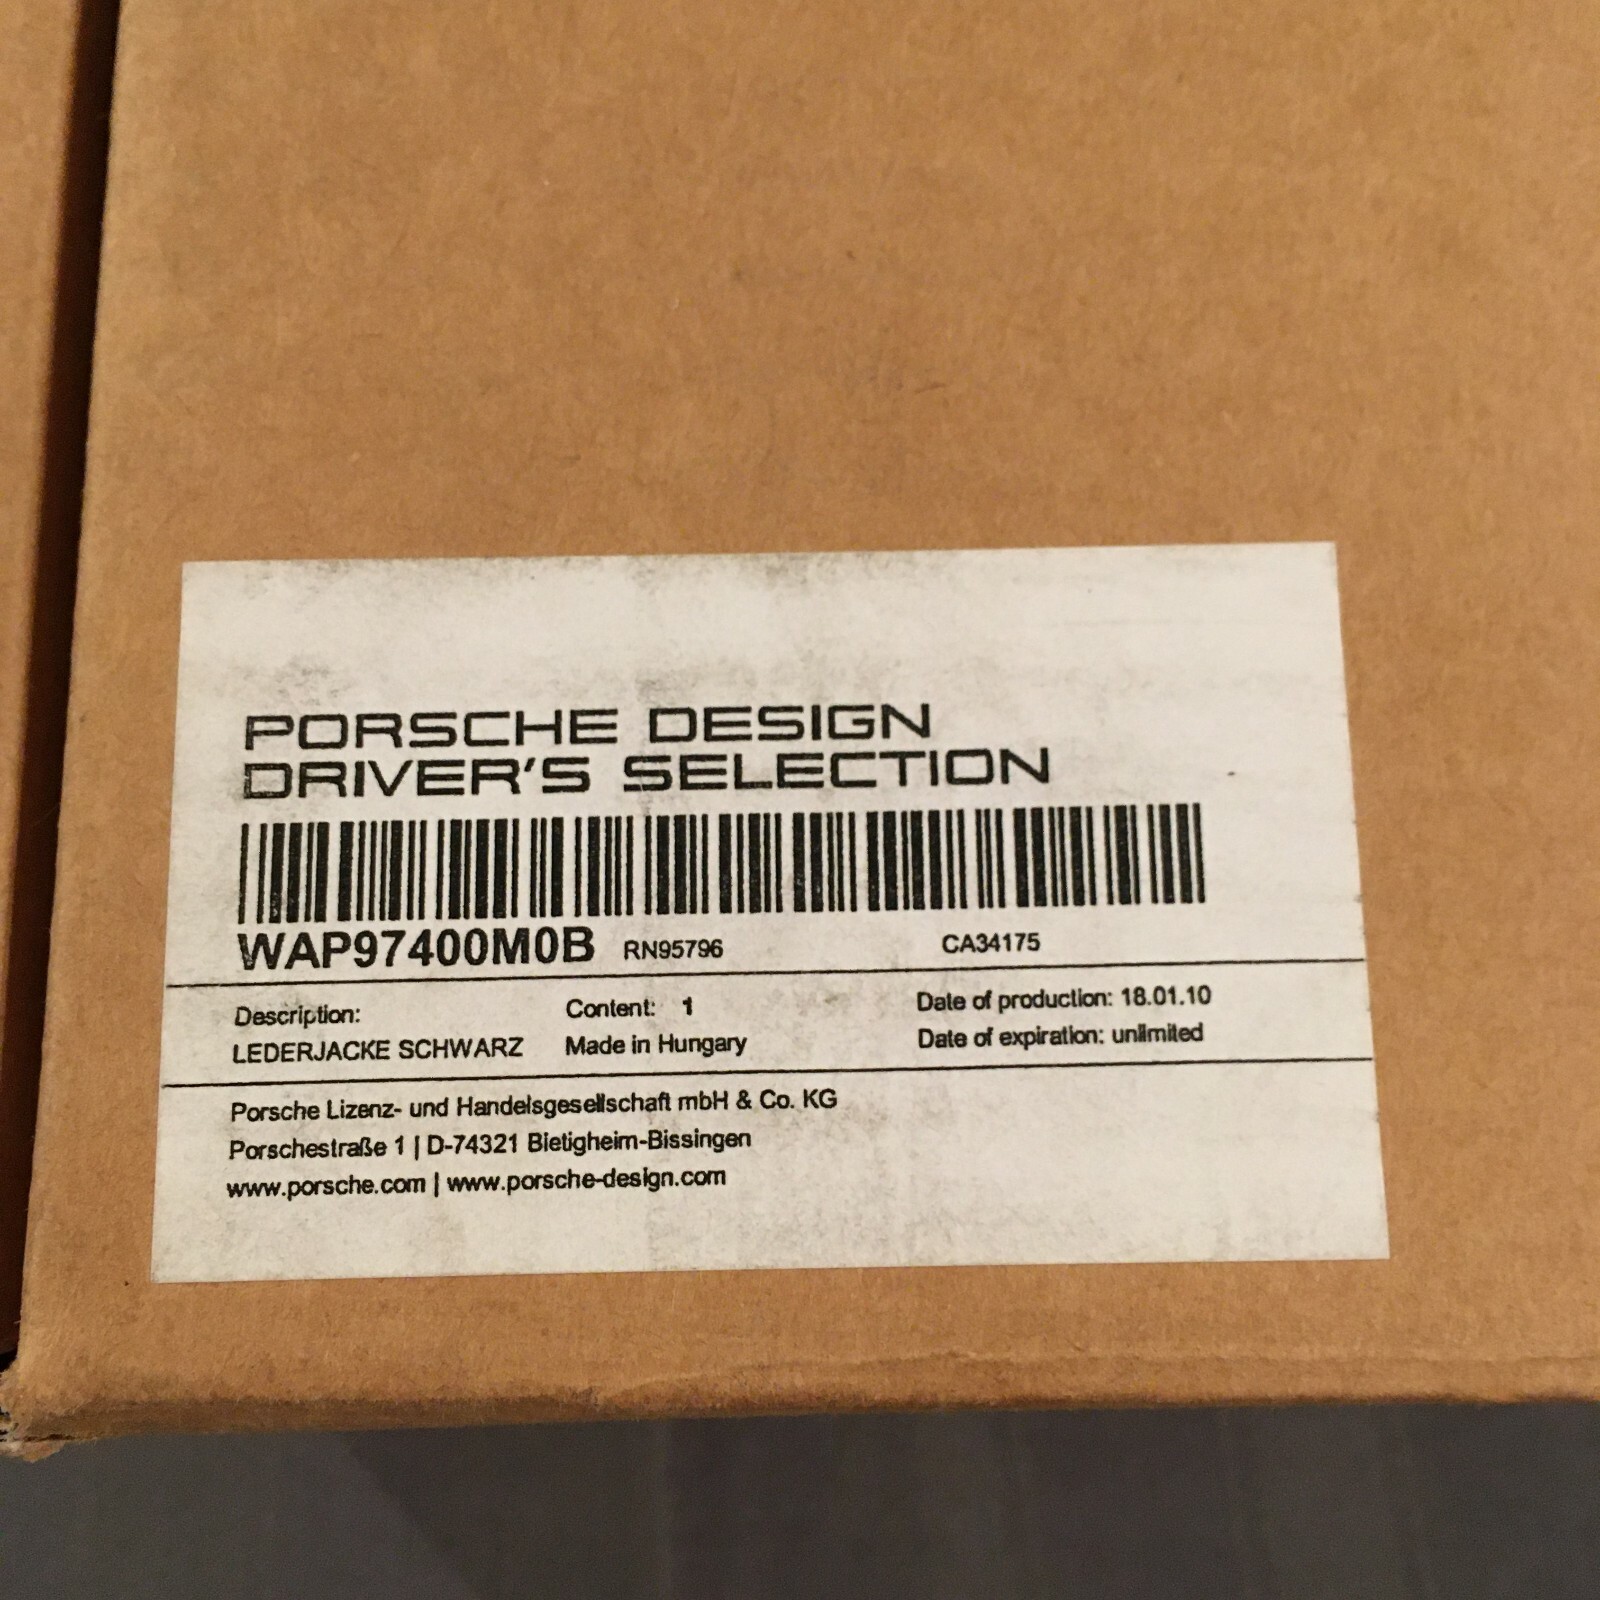 PORSCHE DESIGN
DRIVER'S SELECTION
WAP97400M0B RN95796 CA34175
Description: Content: 1 Date of production: 18.01.10
LEDERJACKE SCHWARZ Made in Hungary Date of expiration: unlimited
Porsche Lizenz- und Handelsgesellschaft mbH & Co. KG
Porschestraße 1 | D-74321 Bietigheim-Bissingen
www.porsche.com | www.porsche-design.com